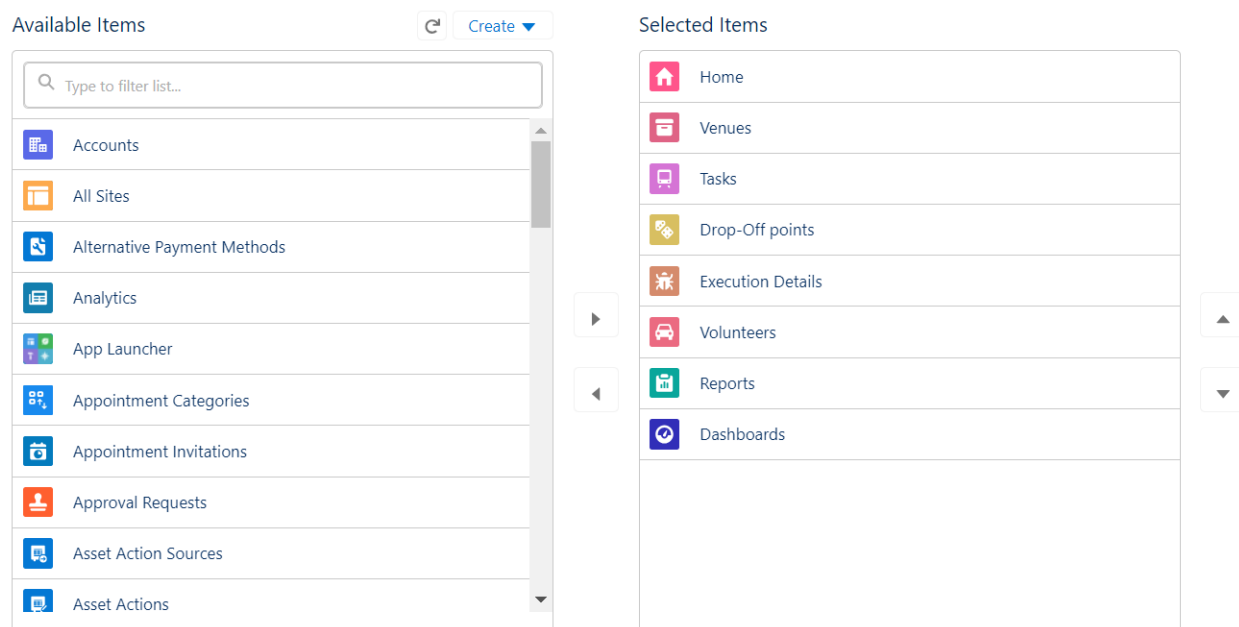 Available Items
Create
Type to filter list...
Accounts
All Sites
Alternative Payment Methods
Analytics
App Launcher
Appointment Categories
Appointment Invitations
Approval Requests
Asset Action Sources
Asset Actions
Selected Items
Home
Venues
Tasks
Drop-Off points
Execution Details
Volunteers
Reports
Dashboards